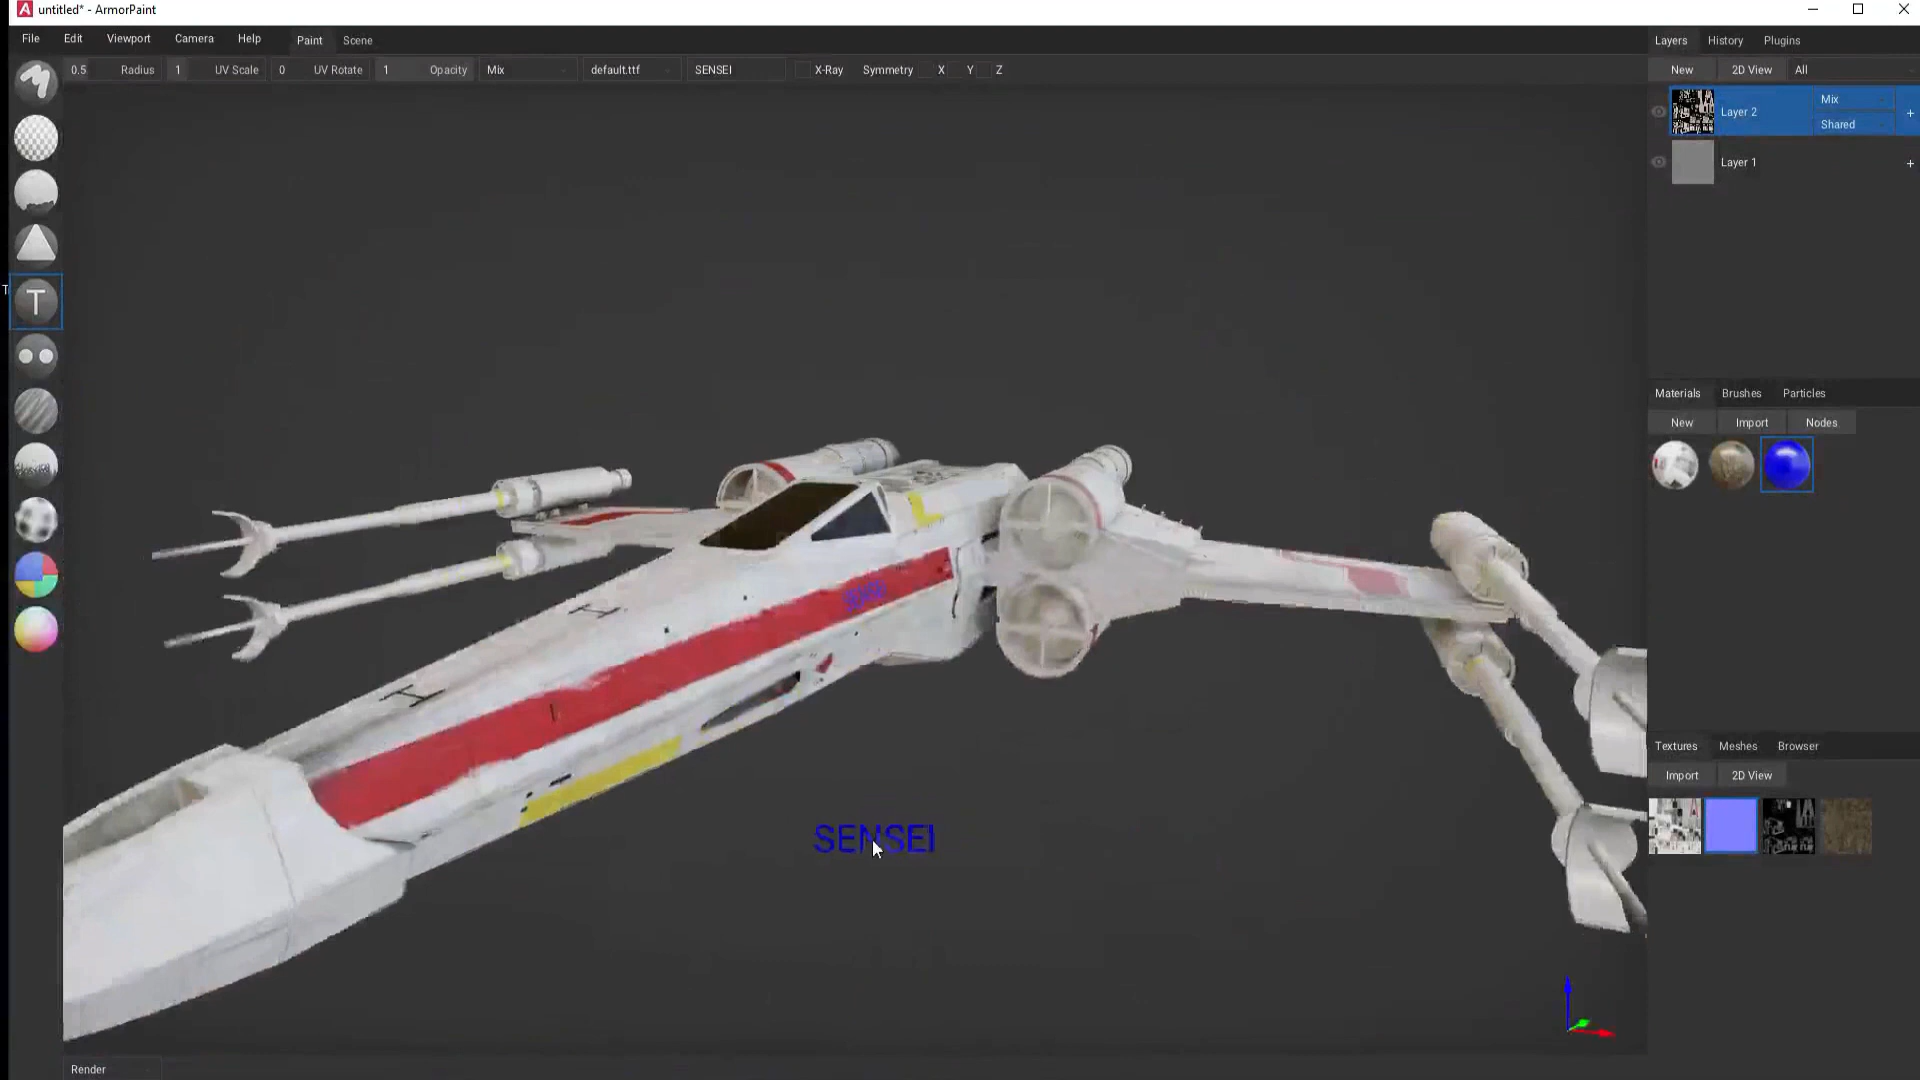 untitled* - ArmorPaint
File Edit Viewport Camera Help Paint Scene
0.5 Radius 1 UV Scale 0 UV Rotate 1 Opacity Mix default.ttf SENSEI X-Ray Symmetry X Y Z
T
SENSEI
SENSEI
Render
Layers History Plugins
New 2D View All
Layer 2 Mix
Shared
Layer 1
Materials Brushes Particles
New Import Nodes
Textures Meshes Browser
Import 2D View